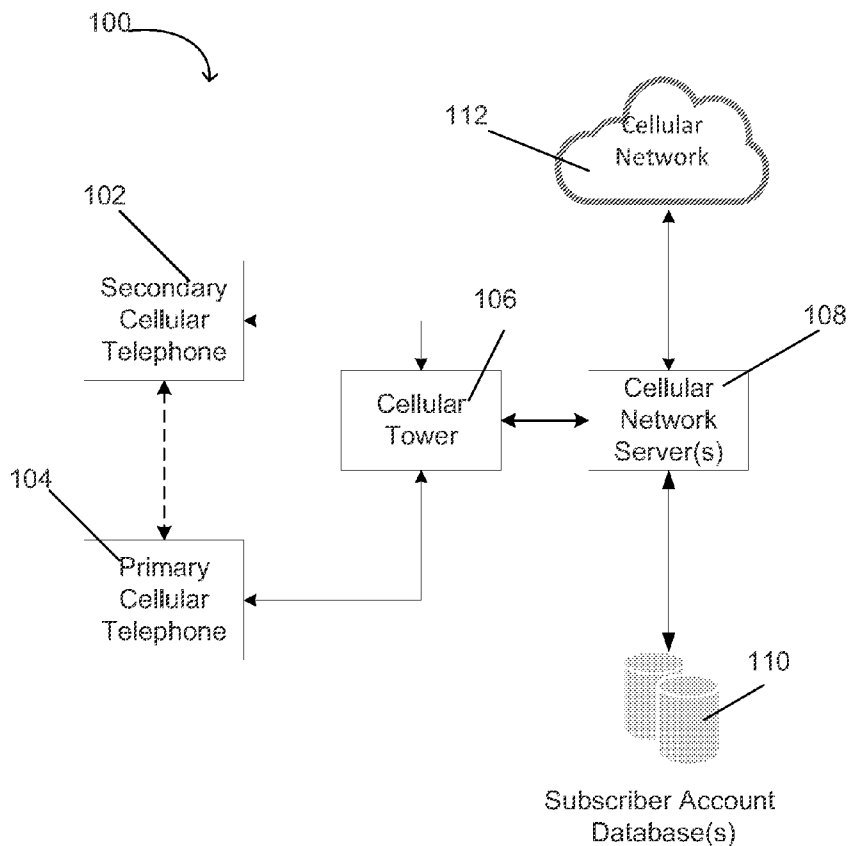 100
112
Cellular
Network
102
Secondary
Cellular
Telephone
106
108
Cellular
Tower
Cellular
Network
Server(s)
104
Primary
Cellular
Telephone
110
Subscriber Account
Database(s)